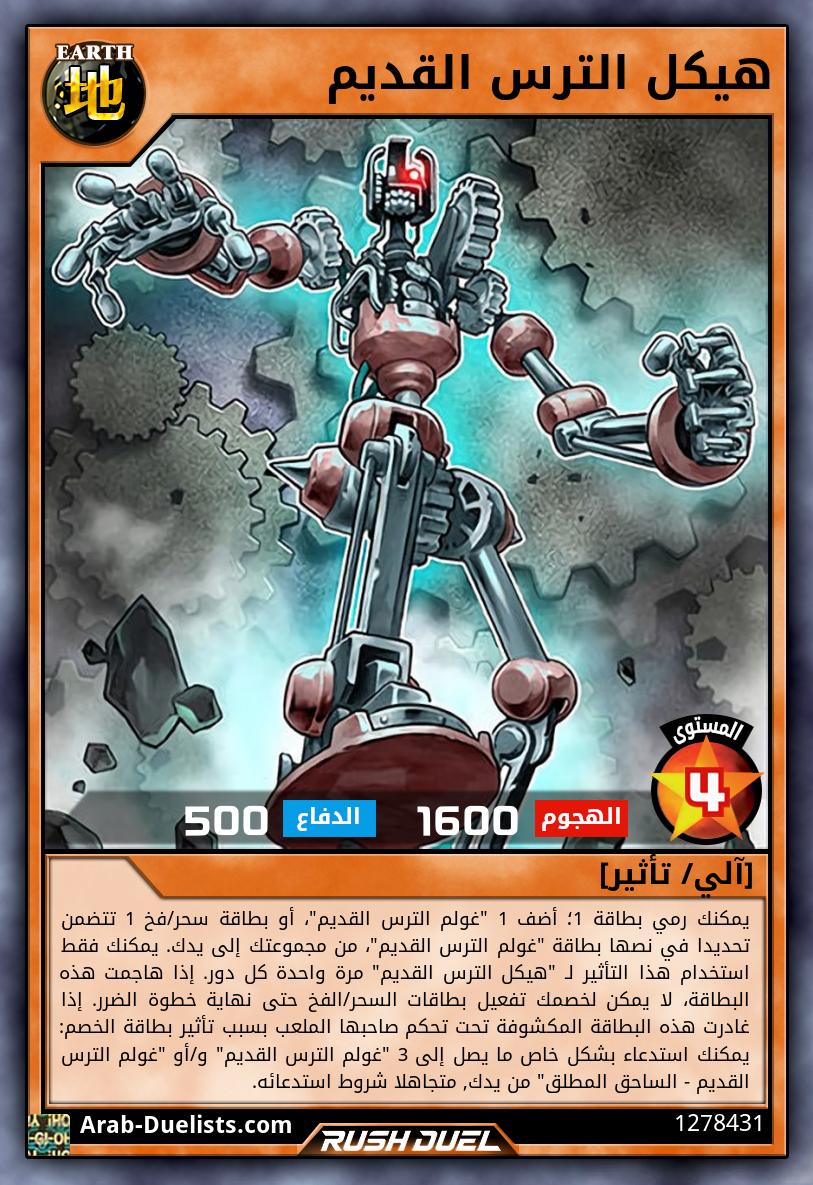 EARTH
地
هيكل الترس القديم
المستوى
4
الهجوم 1600 الدفاع 500
[آلي/ تأثير]
يمكنك رمي بطاقة 1؛ أضف 1 "غولم الترس القديم"، أو بطاقة سحر/فخ 1 تتضمن
تحديدا في نصها بطاقة "غولم الترس القديم"، من مجموعتك إلى يدك. يمكنك فقط
استخدام هذا التأثير لـ "هيكل الترس القديم" مرة واحدة كل دور. إذا هاجمت هذه
البطاقة، لا يمكن لخصمك تفعيل بطاقات السحر/الفخ حتى نهاية خطوة الضرر. إذا
غادرت هذه البطاقة المكشوفة تحت تحكم صاحبها الملعب بسبب تأثير بطاقة الخصم:
يمكنك استدعاء بشكل خاص ما يصل إلى 3 "غولم الترس القديم" و/أو "غولم الترس
القديم - الساحق المطلق" من يدك, متجاهلا شروط استدعائه.
Arab-Duelists.com
RUSH DUEL
1278431